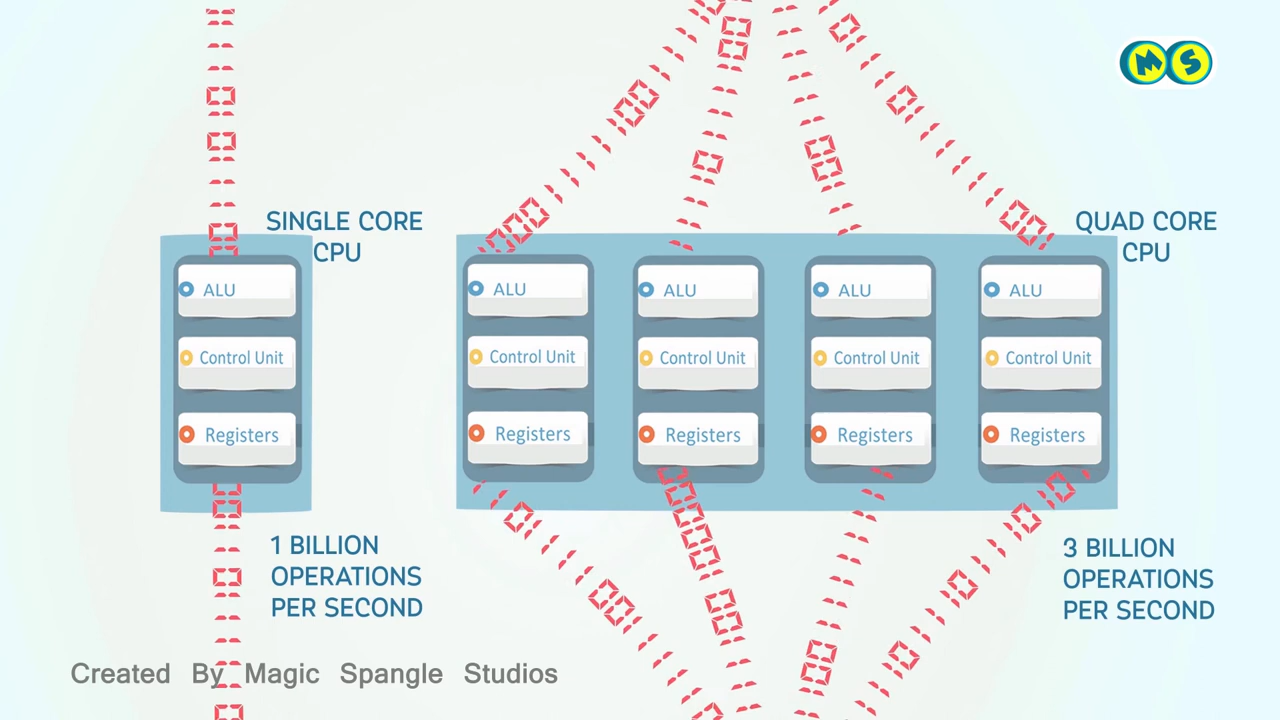 MS
SINGLE CORE
CPU
QUAD CORE
CPU
ALU
Control Unit
Registers
ALU
Control Unit
Registers
ALU
Control Unit
Registers
ALU
Control Unit
Registers
ALU
Control Unit
Registers
1 BILLION
OPERATIONS
PER SECOND
3 BILLION
OPERATIONS
PER SECOND
Created By Magic Spangle Studios